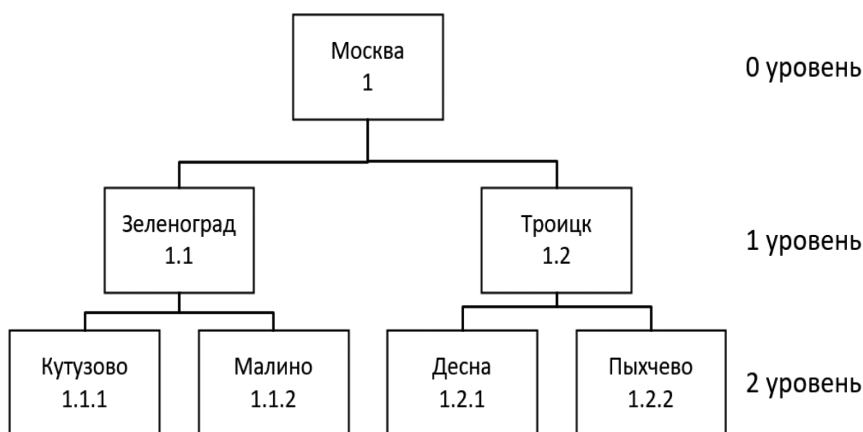 Москва
1
0 уровень
Зеленоград
1.1
Троицк
1.2
1 уровень
Кутузово
1.1.1
Малино
1.1.2
Десна
1.2.1
Пыхчево
1.2.2
2 уровень